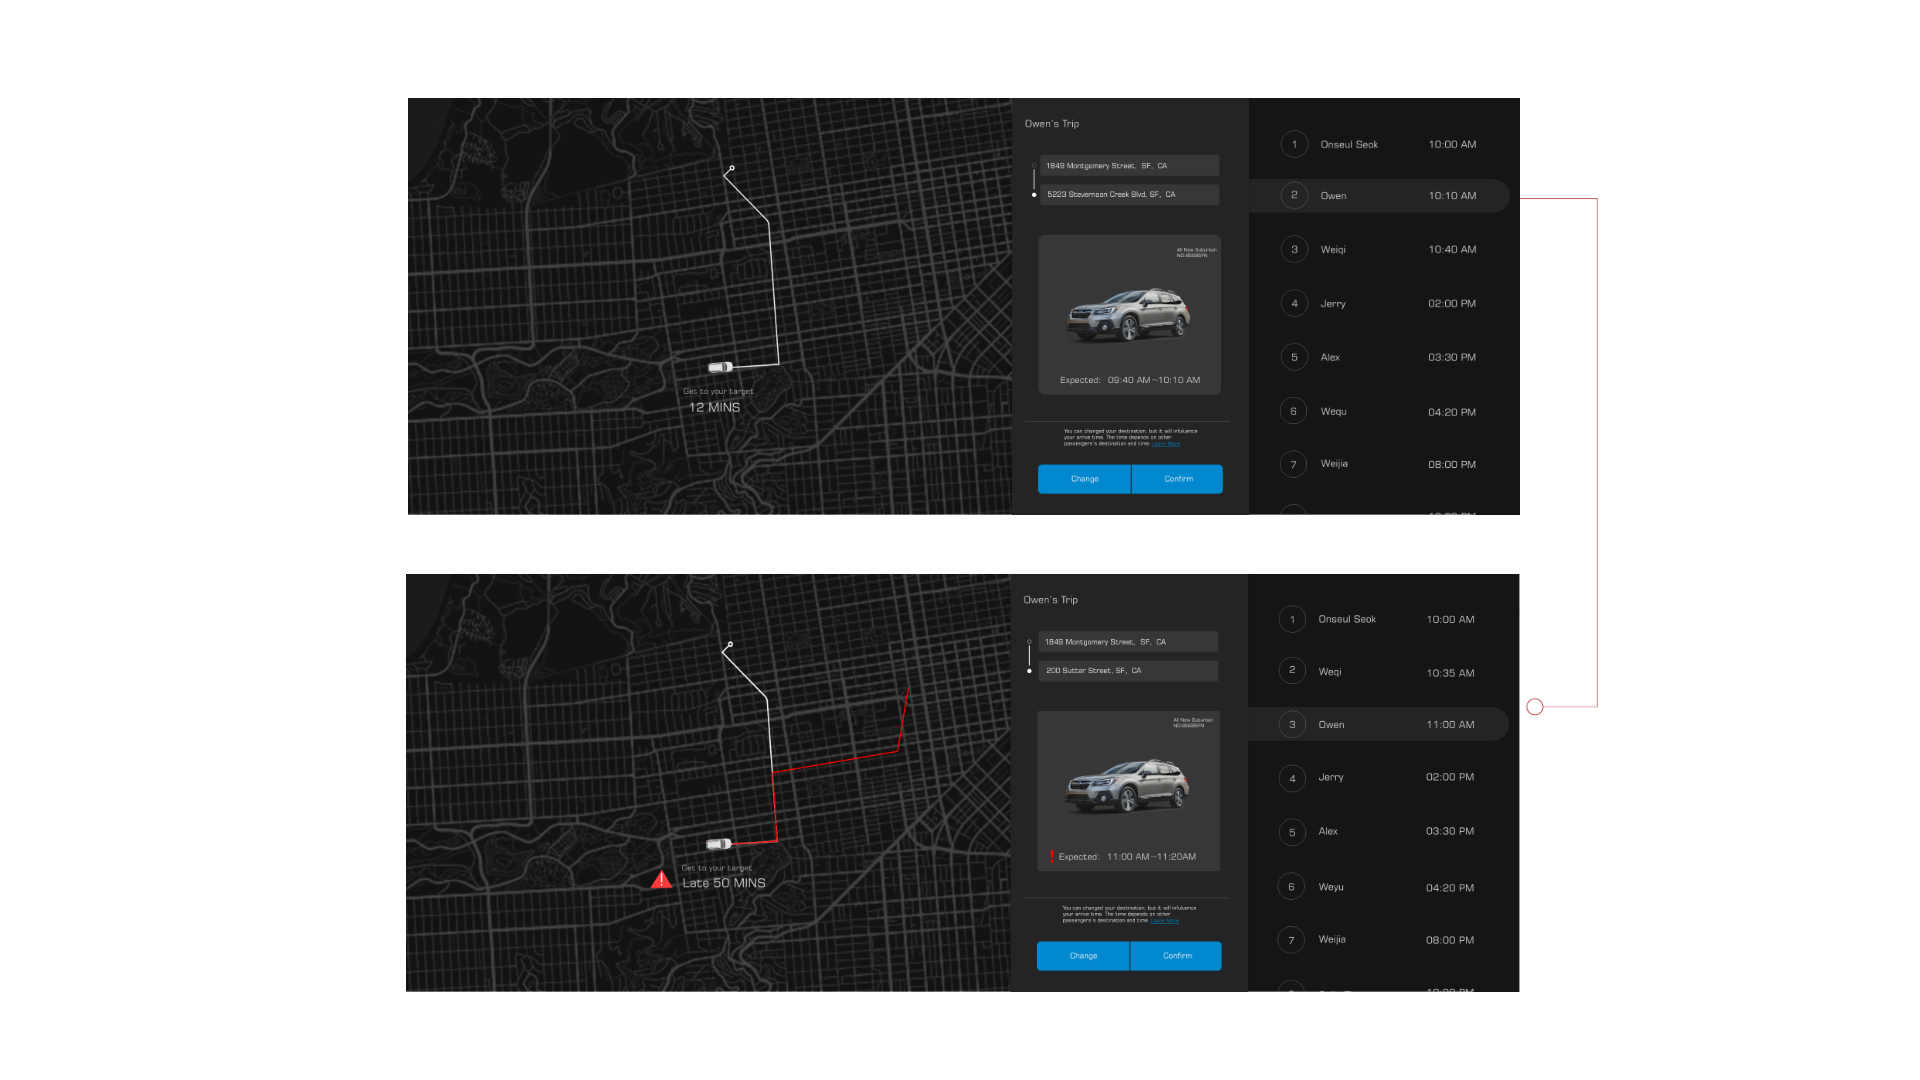 Owen's Trip
1849 Montgomery Street, SF, CA
5223 Stevernson Creek Blvd, SF, CA
All New Suburban
NO.8588SFN
Expected: 09:40 AM~10:10 AM
You can changed your destination, but it will infuluence
your arrive time. The time depends on other
passengers's destination and time. Learn More
Change Confirm
Get to your target
12 MINS
1 Onseul Seok 10:00 AM
2 Owen 10:10 AM
3 Weiqi 10:40 AM
4 Jerry 02:00 PM
5 Alex 03:30 PM
6 Wequ 04:20 PM
7 Weijia 08:00 PM
Owen's Trip
1849 Montgomery Street, SF, CA
200 Sutter Street, SF, CA
All New Suburban
! Expected: 11:00 AM~11:20AM
You can changed your destination, but it will infuluence
your arrive time. The time depends on other
passengers's destination and time. Learn More
Change Confirm
Get to your target
! Late 50 MINS
1 Onseul Seok 10:00 AM
2 Weqi 10:35 AM
3 Owen 11:00 AM
4 Jerry 02:00 PM
5 Alex 03:30 PM
6 Weyu 04:20 PM
7 Weijia 08:00 PM